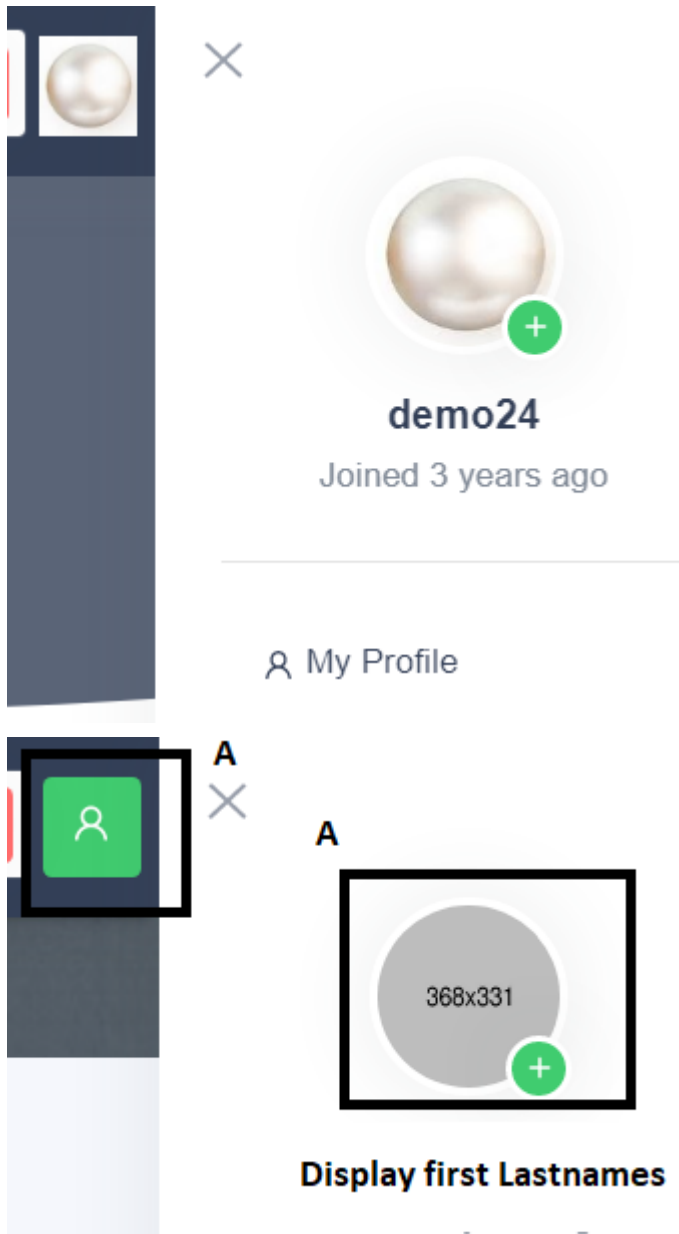 demo24
Joined 3 years ago
My Profile
A
A
368x331
Display first Lastnames